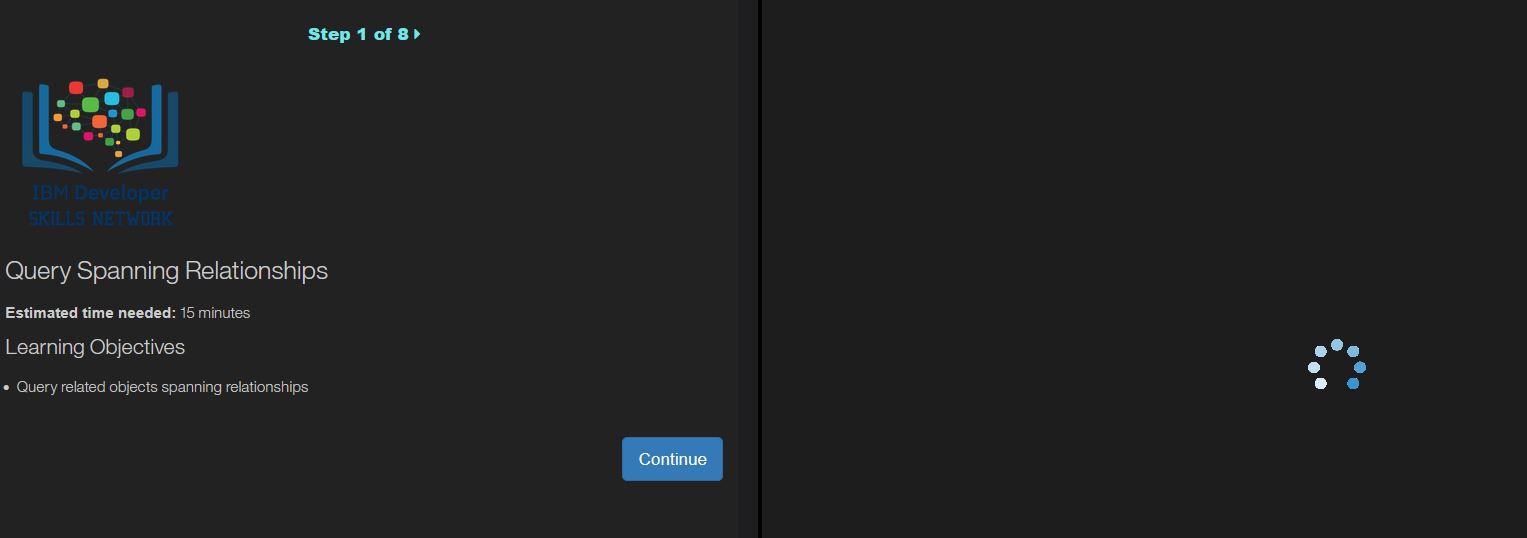 Step 1 of 8
IBM Developer
SKILLS NETWORK
Query Spanning Relationships
Estimated time needed: 15 minutes
Learning Objectives
Query related objects spanning relationships
Continue